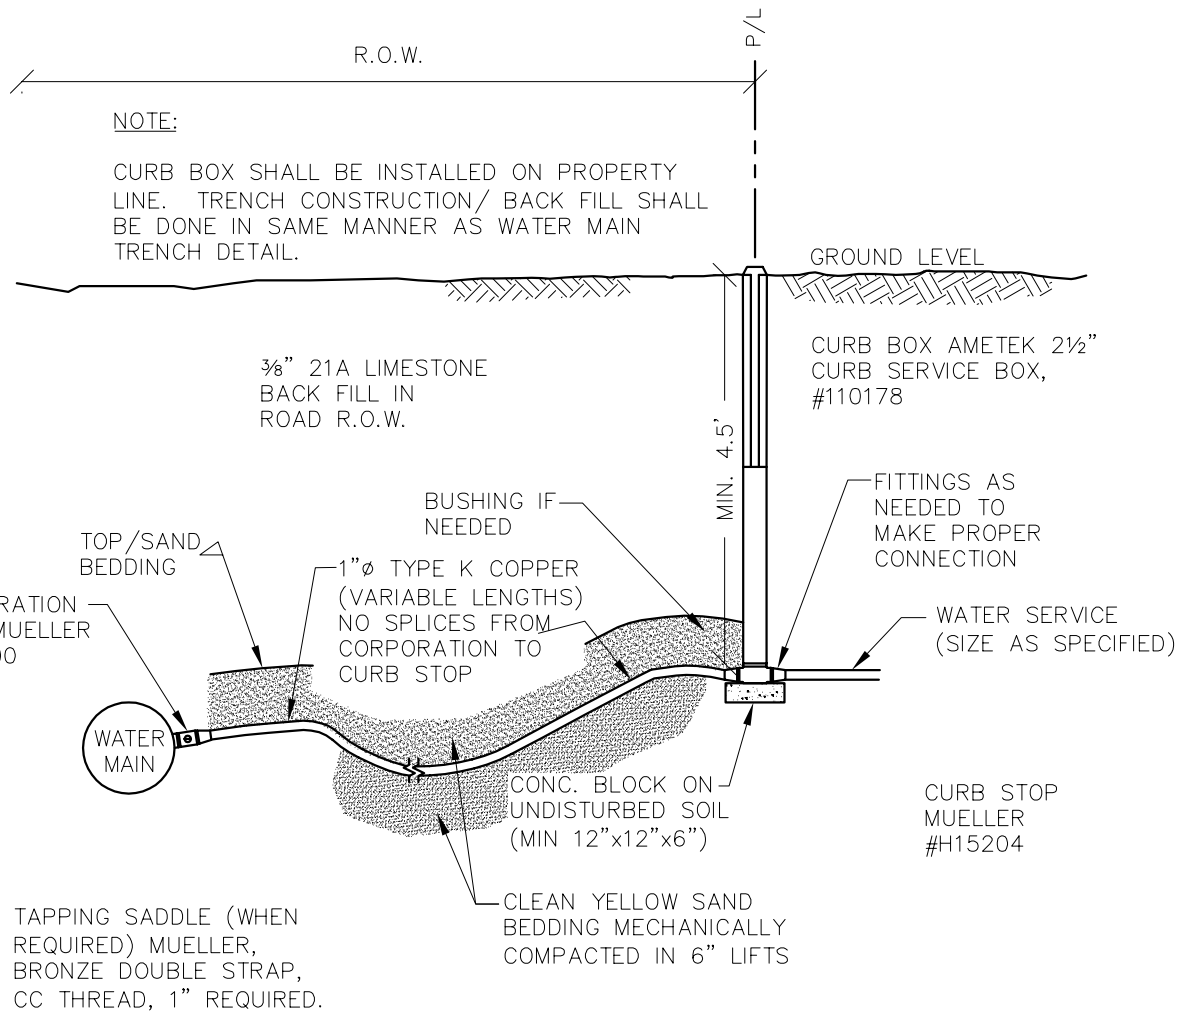 P/L
R.O.W.
NOTE:
CURB BOX SHALL BE INSTALLED ON PROPERTY
LINE. TRENCH CONSTRUCTION/ BACK FILL SHALL
BE DONE IN SAME MANNER AS WATER MAIN
TRENCH DETAIL.
GROUND LEVEL
⅜" 21A LIMESTONE
BACK FILL IN
ROAD R.O.W.
CURB BOX AMETEK 2½"
CURB SERVICE BOX,
#110178
MIN. 4.5'
BUSHING IF
NEEDED
FITTINGS AS
NEEDED TO
MAKE PROPER
CONNECTION
TOP/SAND
BEDDING
1"ø TYPE K COPPER
(VARIABLE LENGTHS)
NO SPLICES FROM
CORPORATION TO
CURB STOP
RATION
MUELLER
00
WATER SERVICE
(SIZE AS SPECIFIED)
WATER
MAIN
CONC. BLOCK ON
UNDISTURBED SOIL
(MIN 12"x12"x6")
CURB STOP
MUELLER
#H15204
CLEAN YELLOW SAND
BEDDING MECHANICALLY
COMPACTED IN 6" LIFTS
TAPPING SADDLE (WHEN
REQUIRED) MUELLER,
BRONZE DOUBLE STRAP,
CC THREAD, 1" REQUIRED.